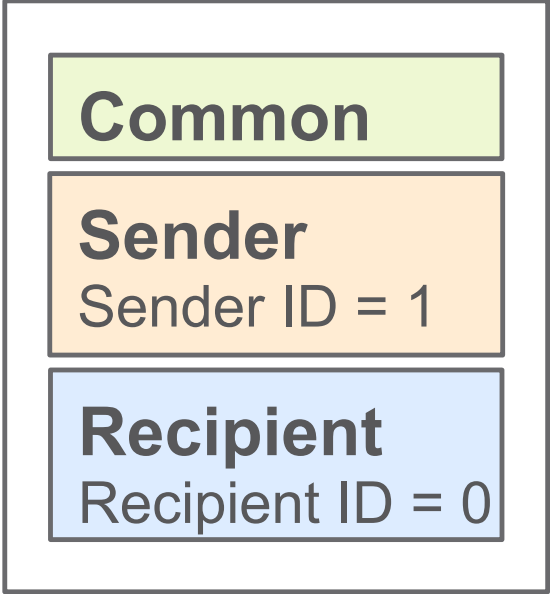 Common
Sender
Sender ID = 1
Recipient
Recipient ID = 0